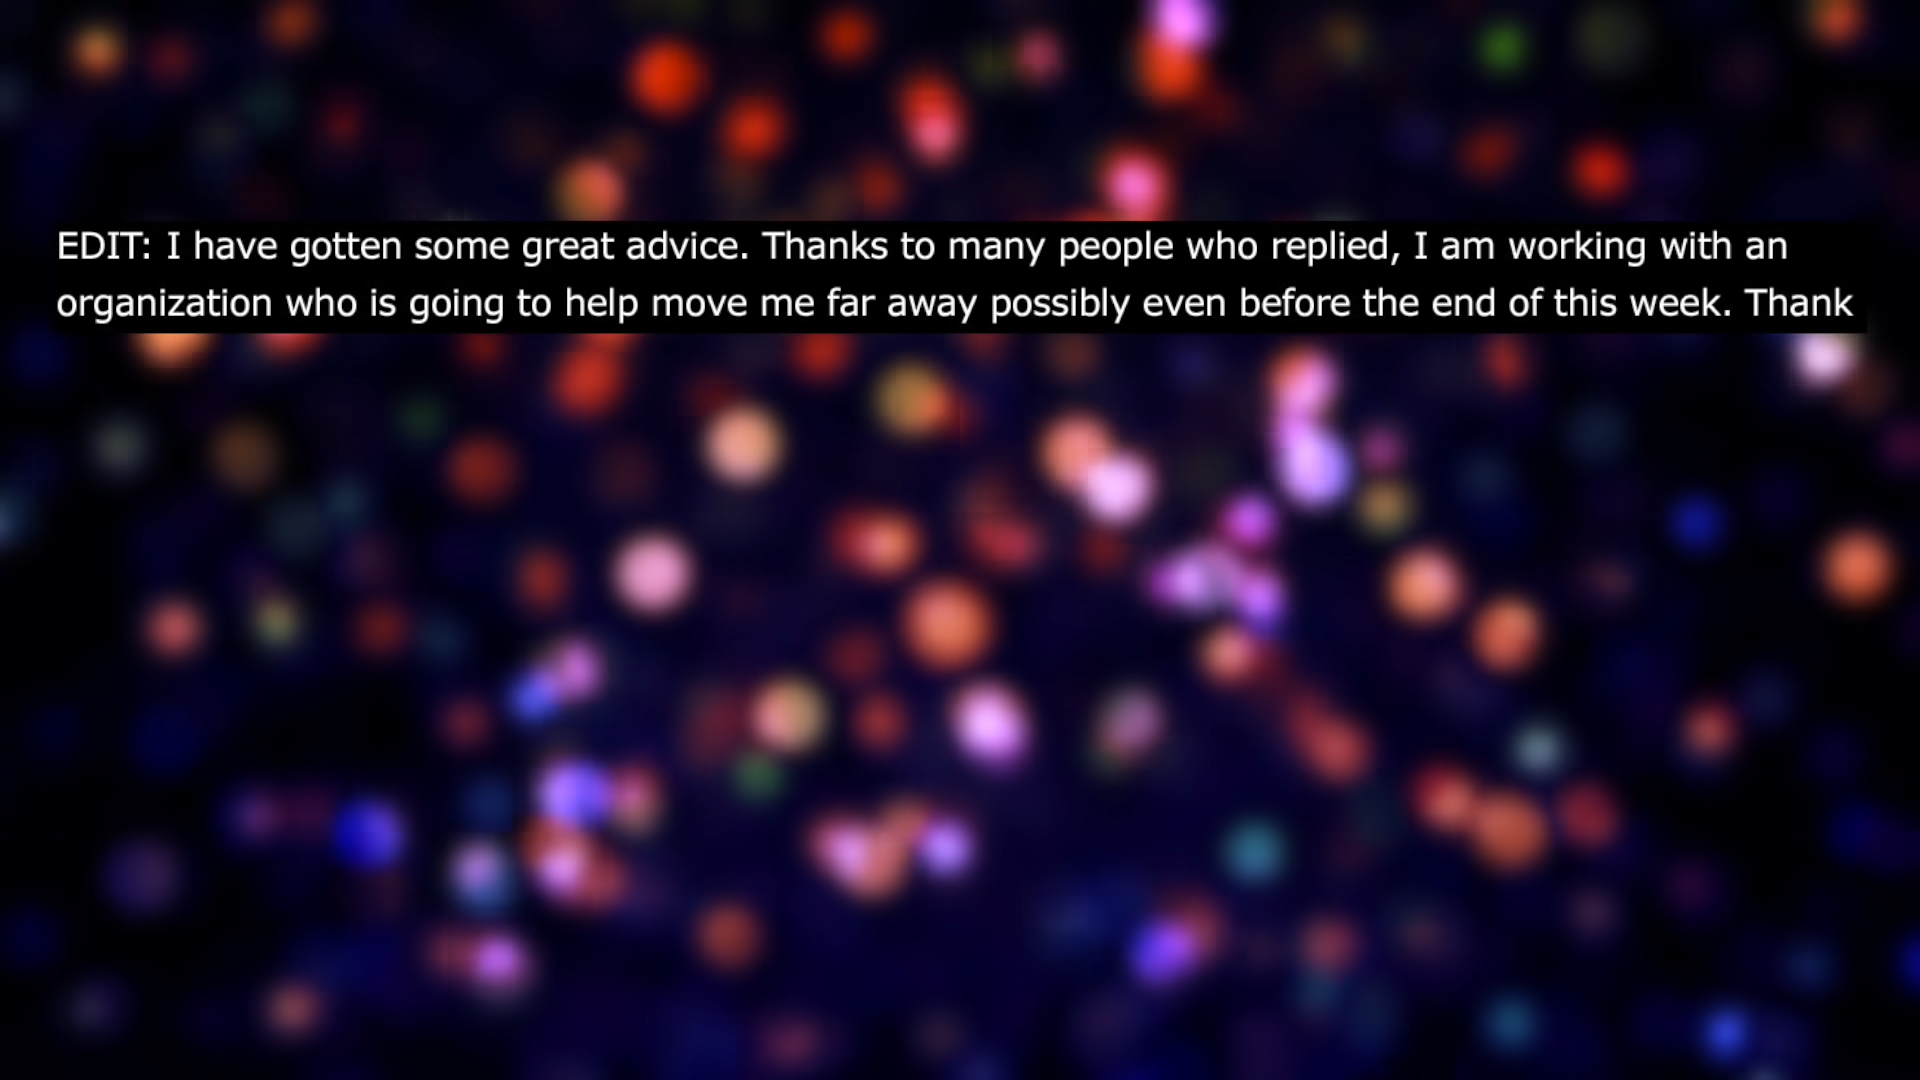 EDIT: I have gotten some great advice. Thanks to many people who replied, I am working with an
organization who is going to help move me far away possibly even before the end of this week. Thank